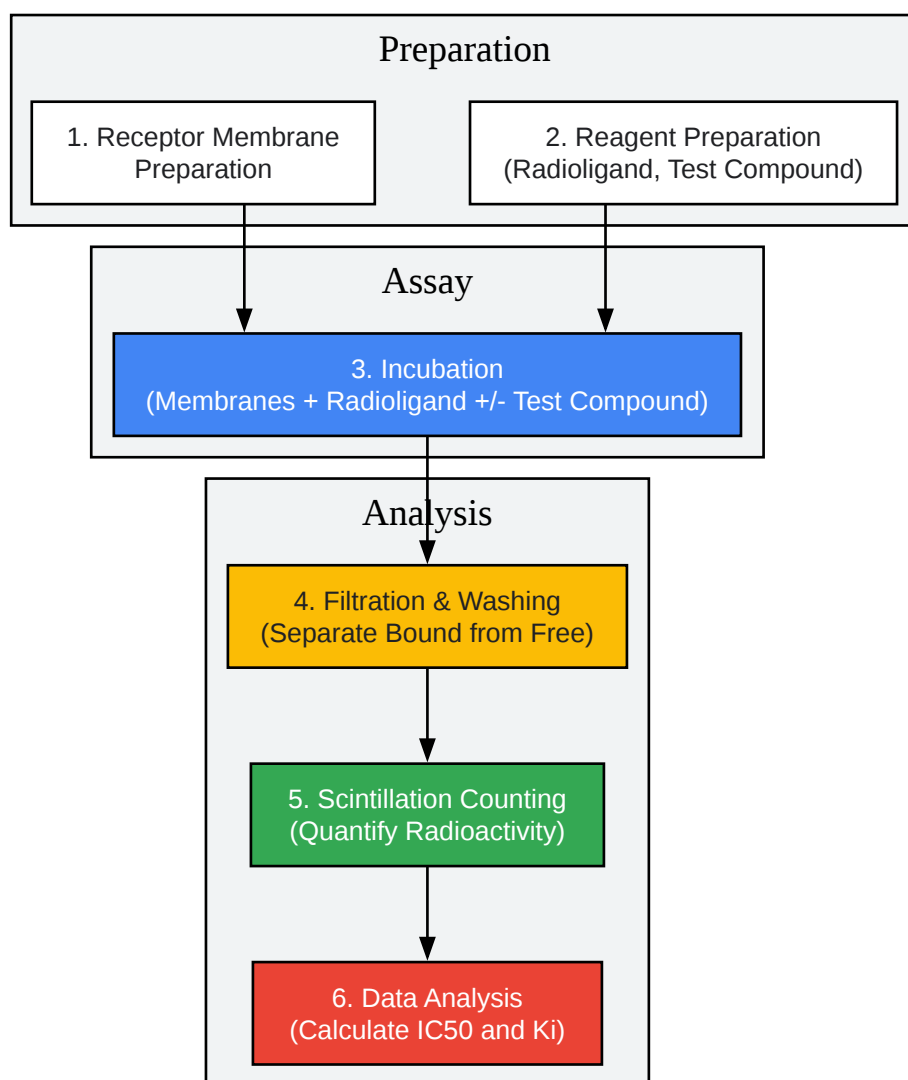 Preparation
1. Receptor Membrane
Preparation
2. Reagent Preparation
(Radioligand, Test Compound)
Assay
3. Incubation
(Membranes + Radioligand +/- Test Compound)
Analysis
4. Filtration & Washing
(Separate Bound from Free)
5. Scintillation Counting
(Quantify Radioactivity)
6. Data Analysis
(Calculate IC50 and Ki)